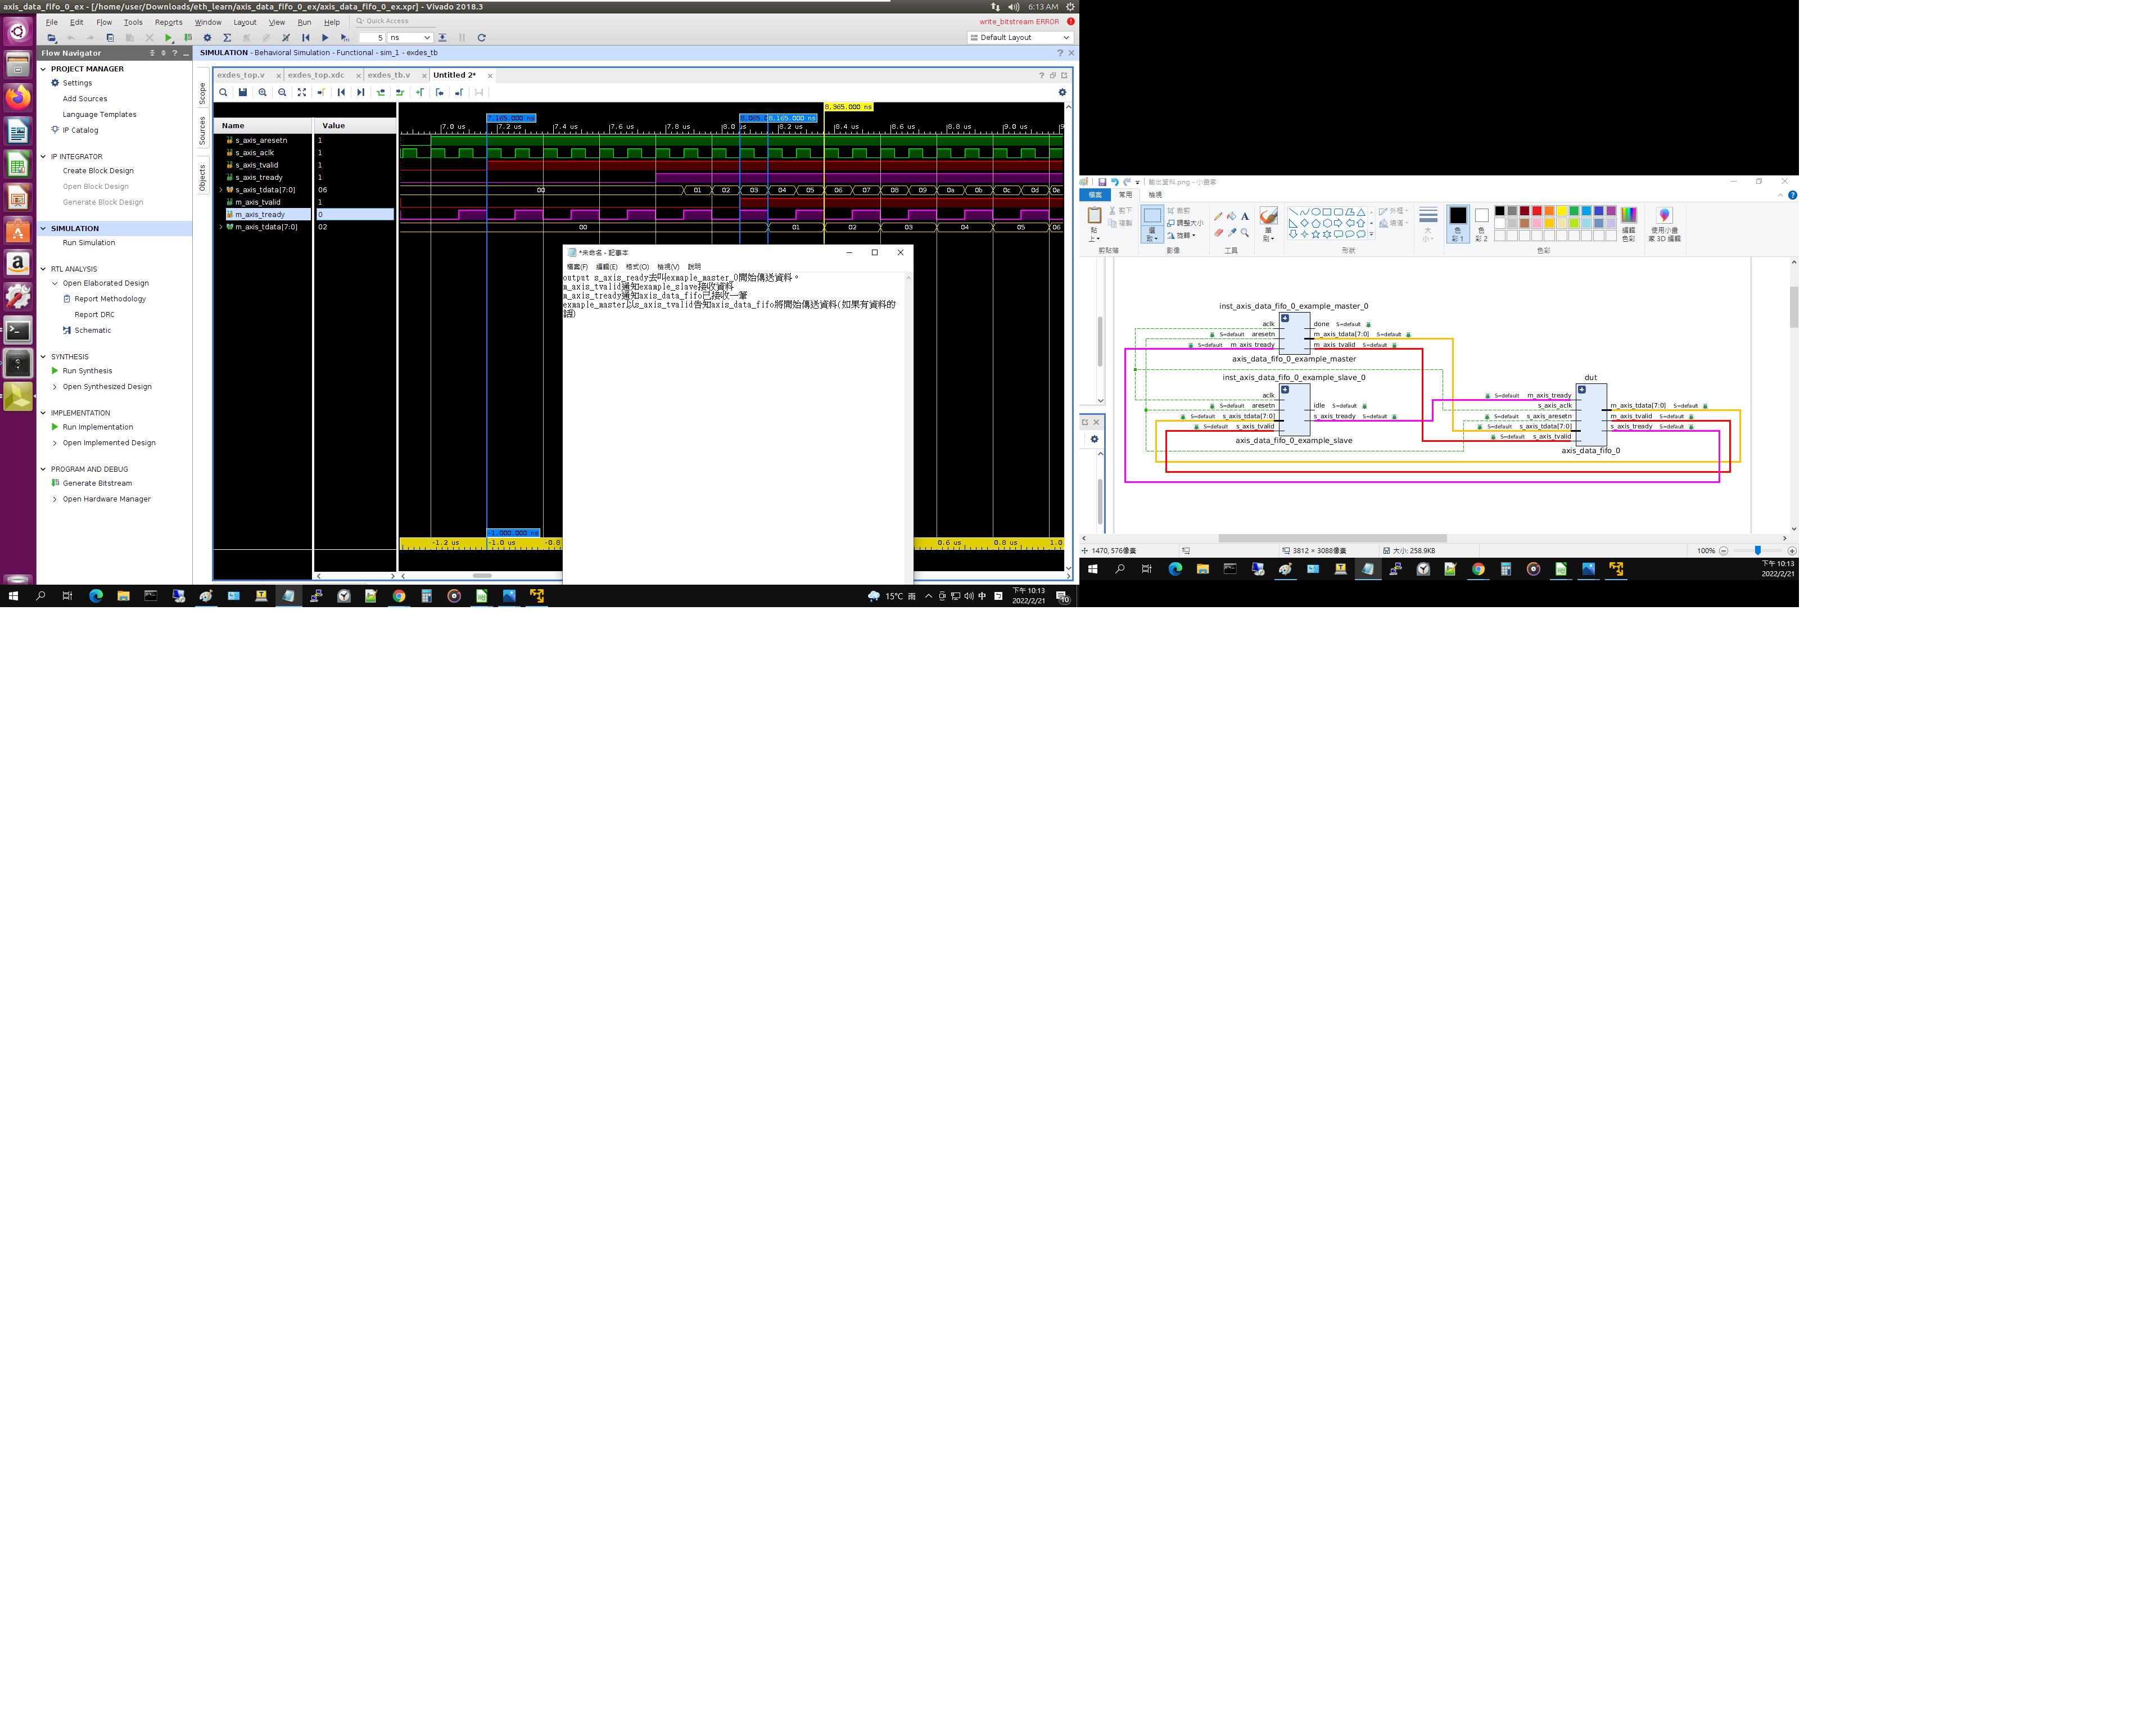 axis_data_fifo_0_ex - [/home/user/Downloads/eth_learn/axis_data_fifo_0_ex/axis_data_fifo_0_ex.xpr] - Vivado 2018.3
6:13 AM
File Edit Flow Tools Reports Window Layout View Run Help
Quick Access
write_bitstream ERROR
5 ns
Default Layout
Flow Navigator
SIMULATION - Behavioral Simulation - Functional - sim_1 - exdes_tb
PROJECT MANAGER
Settings
Add Sources
Language Templates
IP Catalog
IP INTEGRATOR
Create Block Design
Open Block Design
Generate Block Design
SIMULATION
Run Simulation
RTL ANALYSIS
Open Elaborated Design
Report Methodology
Report DRC
Schematic
SYNTHESIS
Run Synthesis
Open Synthesized Design
IMPLEMENTATION
Run Implementation
Open Implemented Design
PROGRAM AND DEBUG
Generate Bitstream
Open Hardware Manager
Scope
Sources
Objects
exdes_top.v
exdes_top.xdc
exdes_tb.v
Untitled 2*
8,365.000 ns
7,165.000 ns
8,165.000 ns
Name Value
7.0 us 7.2 us 7.4 us 7.6 us 7.8 us 8.0 us 8.2 us 8.4 us 8.6 us 8.8 us 9.0 us
s_axis_aresetn 1
s_axis_aclk 1
s_axis_tvalid 1
s_axis_tready 1
s_axis_tdata[7:0] 06 00 01 02 03 04 05 06 07 08 09 0a 0b 0c 0d 0e
m_axis_tvalid 1
m_axis_tready 0
m_axis_tdata[7:0] 02 00 01 02 03 04 05 06
-1,000.000 ns
-1.2 us -1.0 us -0.8 0.6 us 0.8 us 1.0
*未命名 - 記事本
檔案(F) 編輯(E) 格式(O) 檢視(V) 說明
output s_axis_ready去叫exmaple_master_0開始傳送資料。
m_axis_tvalid通知example_slave接收資料
m_axis_tready通知axis_data_fifo已接收一筆
exmaple_master以s_axis_tvalid告知axis_data_fifo將開始傳送資料(如果有資料的
話)
15°C 雨
中
下午 10:13
2022/2/21
10
輸出資料.png - 小畫家
檔案 常用 檢視
貼上
剪下
複製
剪貼簿
選取
裁剪
調整大小
旋轉
影像
工具
筆刷
形狀
外框
填滿
大小
色彩 1
色彩 2
編輯色彩
色彩
使用小畫家 3D 編輯
inst_axis_data_fifo_0_example_master_0
aclk
aresetn S=default
m_axis_tready S=default
done S=default
m_axis_tdata[7:0] S=default
m_axis_tvalid S=default
axis_data_fifo_0_example_master
inst_axis_data_fifo_0_example_slave_0
aclk
aresetn S=default
s_axis_tdata[7:0] S=default
s_axis_tvalid S=default
idle S=default
s_axis_tready S=default
axis_data_fifo_0_example_slave
dut
m_axis_tready S=default
s_axis_aclk
s_axis_aresetn S=default
s_axis_tdata[7:0] S=default
s_axis_tvalid S=default
m_axis_tdata[7:0] S=default
m_axis_tvalid S=default
s_axis_tready S=default
axis_data_fifo_0
1470, 576像素
3812 × 3088像素
大小: 258.9KB
100%
下午 10:13
2022/2/21